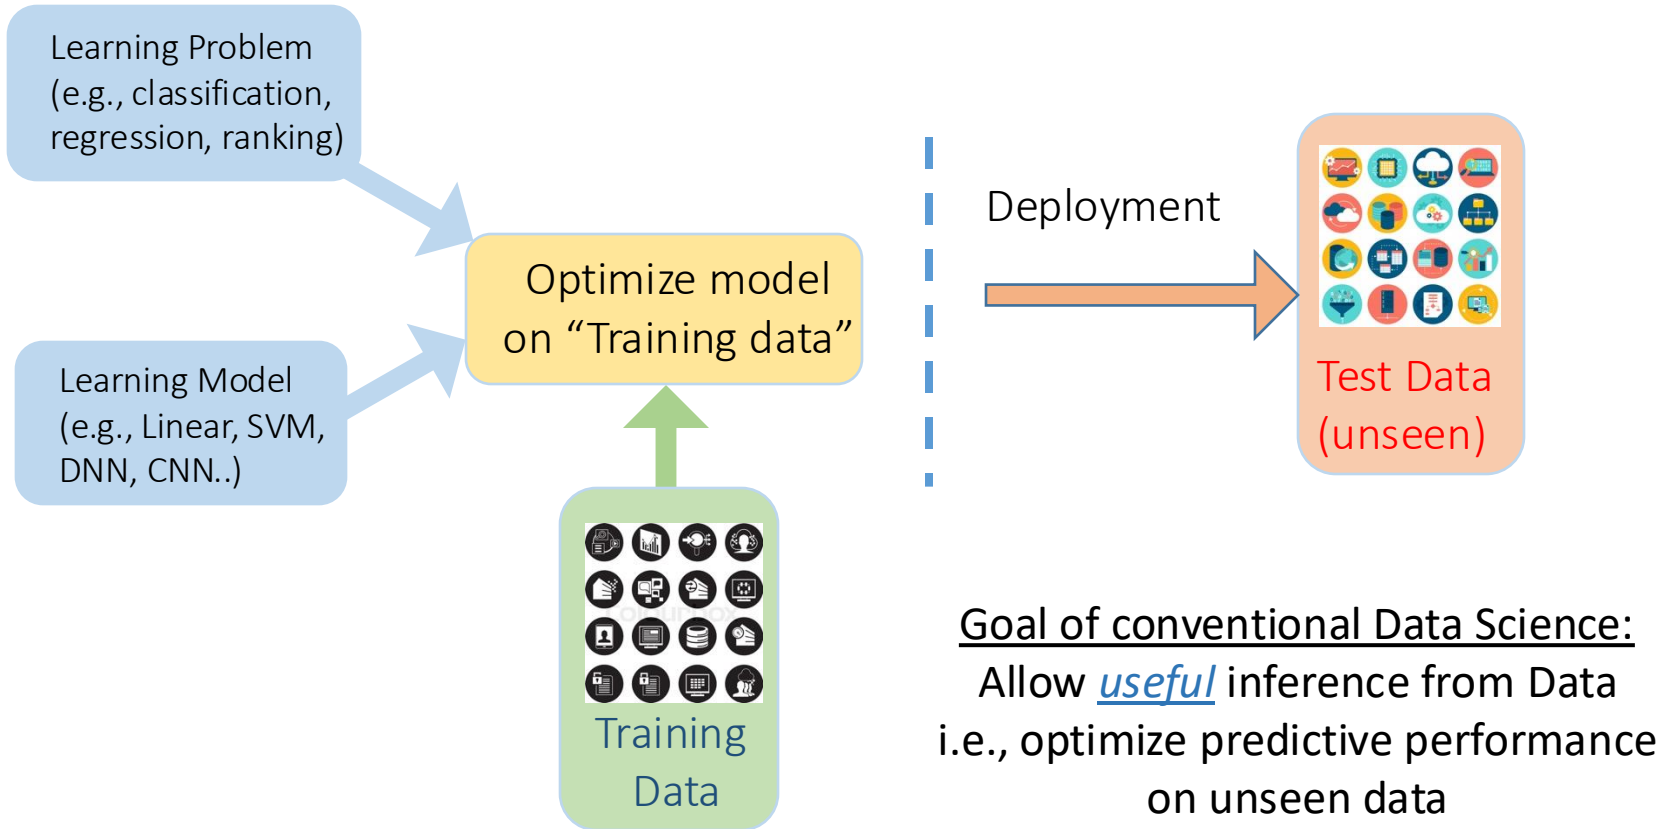 Learning Problem
(e.g., classification,
regression, ranking)
Learning Model
(e.g., Linear, SVM,
DNN, CNN..)
Optimize model
on “Training data”
Training
Data
Deployment
Test Data
(unseen)
Goal of conventional Data Science:
Allow useful inference from Data
i.e., optimize predictive performance
on unseen data